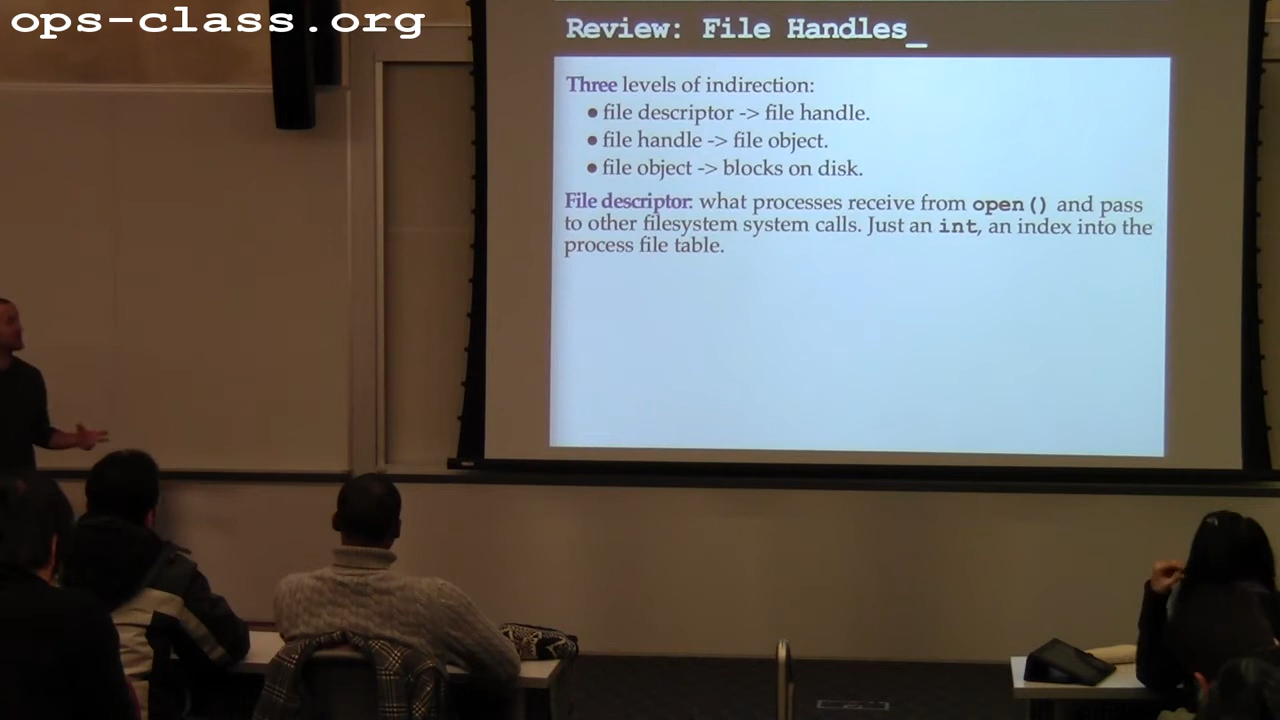 ops-class.org
Review: File Handles_
Three levels of indirection:
● file descriptor -> file handle.
● file handle -> file object.
● file object -> blocks on disk.
File descriptor: what processes receive from open() and pass
to other filesystem system calls. Just an int, an index into the
process file table.